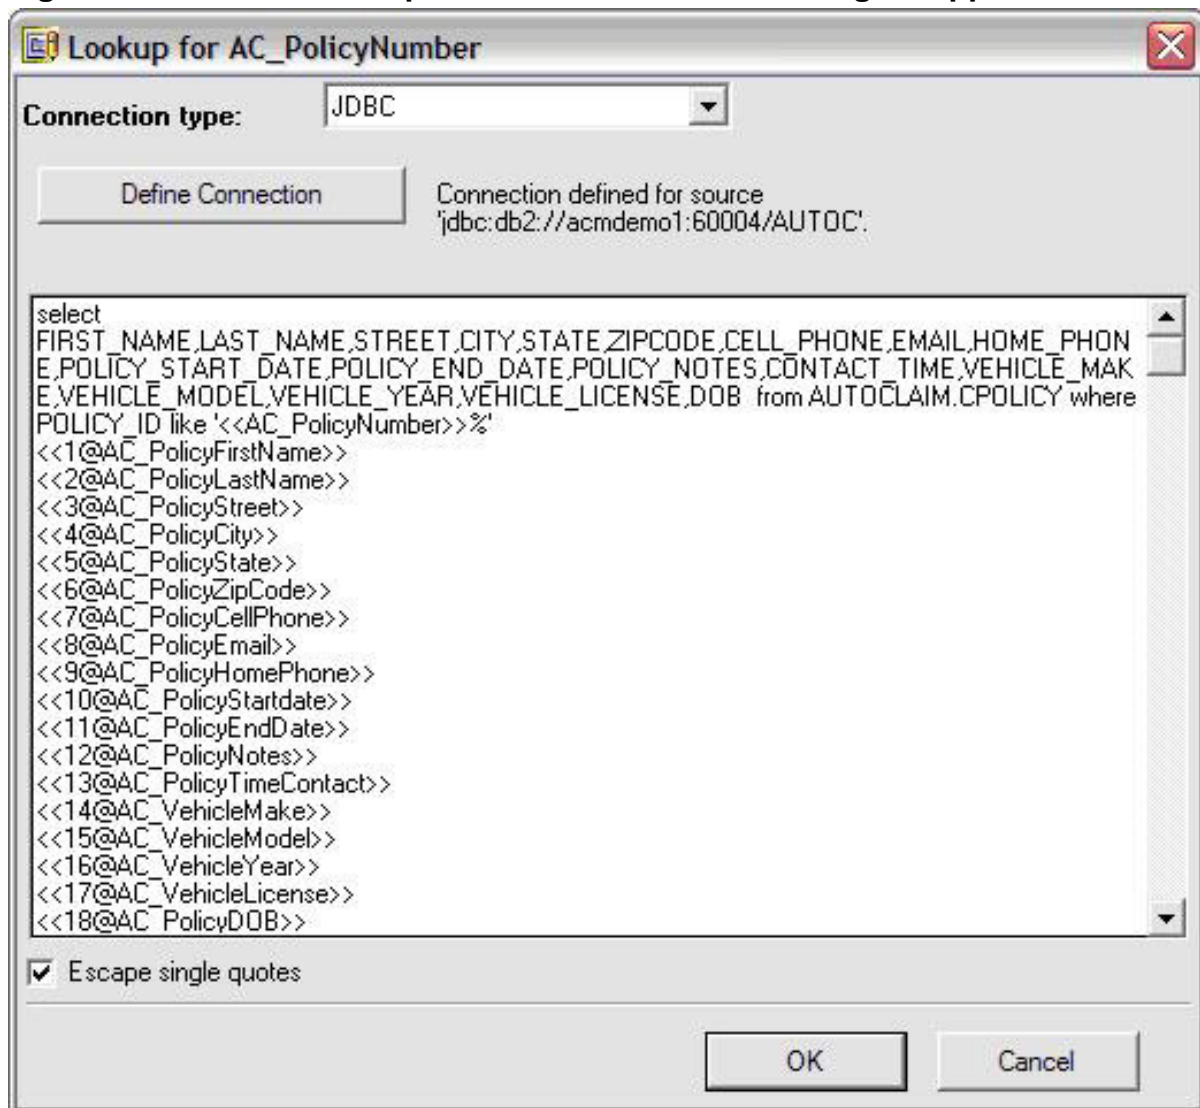 Lookup for AC_PolicyNumber
Connection type:
JDBC
Define Connection
Connection defined for source
'jdbc:db2://acmdemo1:60004/AUTOC'.
select
FIRST_NAME,LAST_NAME,STREET,CITY,STATE,ZIPCODE,CELL_PHONE,EMAIL,HOME_PHON
E,POLICY_START_DATE,POLICY_END_DATE,POLICY_NOTES,CONTACT_TIME,VEHICLE_MAK
E,VEHICLE_MODEL,VEHICLE_YEAR,VEHICLE_LICENSE,DOB  from AUTOCLAIM.CPOLICY where
POLICY_ID like '<<AC_PolicyNumber>>%'
<<1@AC_PolicyFirstName>>
<<2@AC_PolicyLastName>>
<<3@AC_PolicyStreet>>
<<4@AC_PolicyCity>>
<<5@AC_PolicyState>>
<<6@AC_PolicyZipCode>>
<<7@AC_PolicyCellPhone>>
<<8@AC_PolicyEmail>>
<<9@AC_PolicyHomePhone>>
<<10@AC_PolicyStartdate>>
<<11@AC_PolicyEndDate>>
<<12@AC_PolicyNotes>>
<<13@AC_PolicyTimeContact>>
<<14@AC_VehicleMake>>
<<15@AC_VehicleModel>>
<<16@AC_VehicleYear>>
<<17@AC_VehicleLicense>>
<<18@AC_PolicyDOB>>
Escape single quotes
OK
Cancel